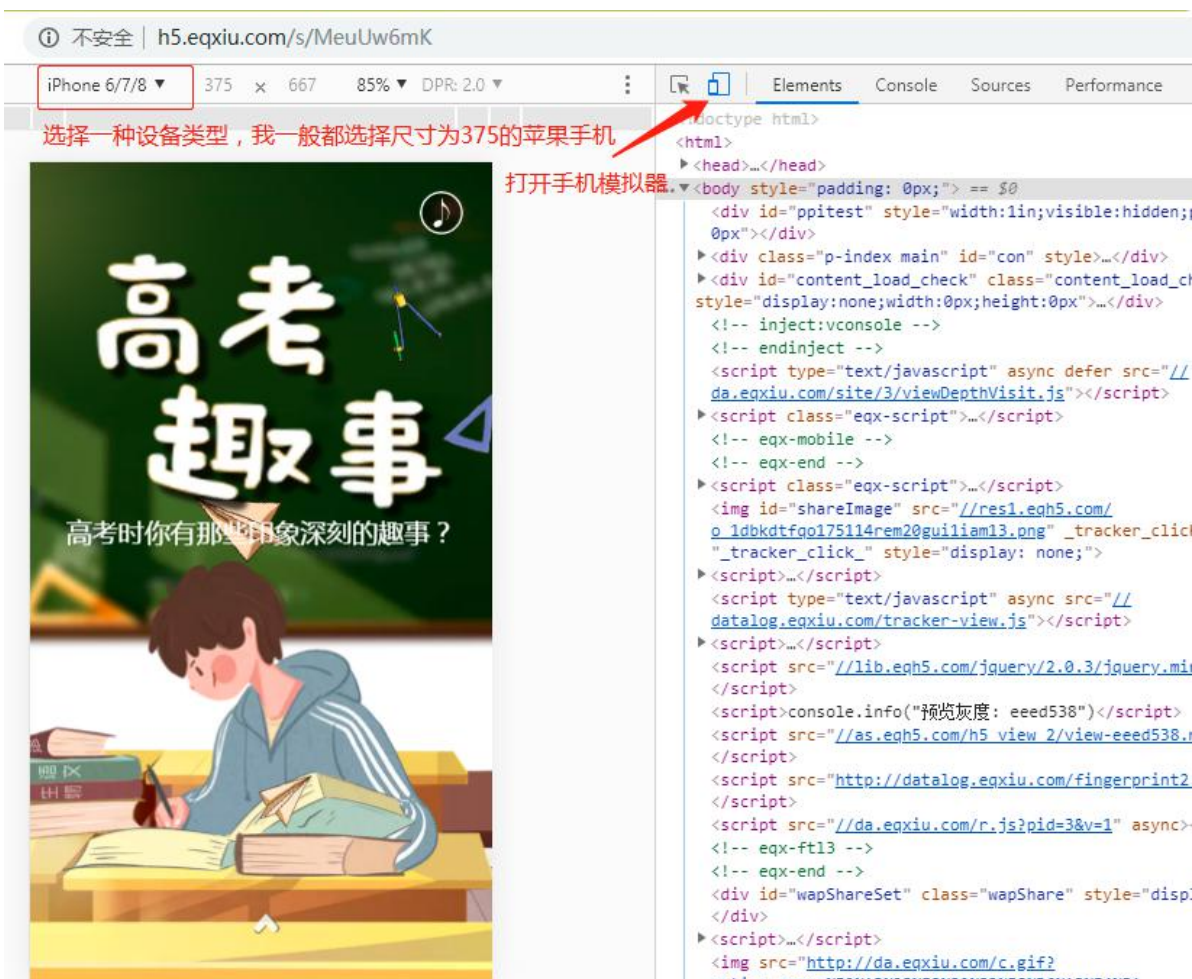 不安全 | h5.eqxiu.com/s/MeuUw6mK
iPhone 6/7/8 ▼ 375 × 667 85% ▼ DPR: 2.0 ▼
Elements Console Sources Performance
选择一种设备类型，我一般都选择尺寸为375的苹果手机
打开手机模拟器
高考
趣事
高考时你有那些印象深刻的趣事？
doctype html>
<html>
▶<head>…</head>
▼<body style="padding: 0px;"> == $0
<div id="ppitest" style="width:1in;visible:hidden;
0px"></div>
▶<div class="p-index main" id="con" style>…</div>
▶<div id="content_load_check" class="content_load_ch
style="display:none;width:0px;height:0px">…</div>
<!-- inject:vconsole -->
<!-- endinject -->
<script type="text/javascript" async defer src="//
da.eqxiu.com/site/3/viewDepthVisit.js"></script>
▶<script class="eqx-script">…</script>
<!-- eqx-mobile -->
<!-- eqx-end -->
▶<script class="eqx-script">…</script>
<img id="shareImage" src="//res1.eqh5.com/
o_1dbkdtfqo175114rem20gui1iam13.png" _tracker_click
"_tracker_click_" style="display: none;">
▶<script>…</script>
<script type="text/javascript" async src="//
datalog.eqxiu.com/tracker-view.js"></script>
▶<script>…</script>
<script src="//lib.eqh5.com/jquery/2.0.3/jquery.min
</script>
<script>console.info("预览灰度: eeed538")</script>
<script src="//as.eqh5.com/h5_view_2/view-eeed538.m
</script>
<script src="http://datalog.eqxiu.com/fingerprint2
</script>
<script src="//da.eqxiu.com/r.js?pid=3&v=1" async>
<!-- eqx-ftl3 -->
<!-- eqx-end -->
<div id="wapShareSet" class="wapShare" style="displ
</div>
▶<script>…</script>
<img src="http://da.eqxiu.com/c.gif?